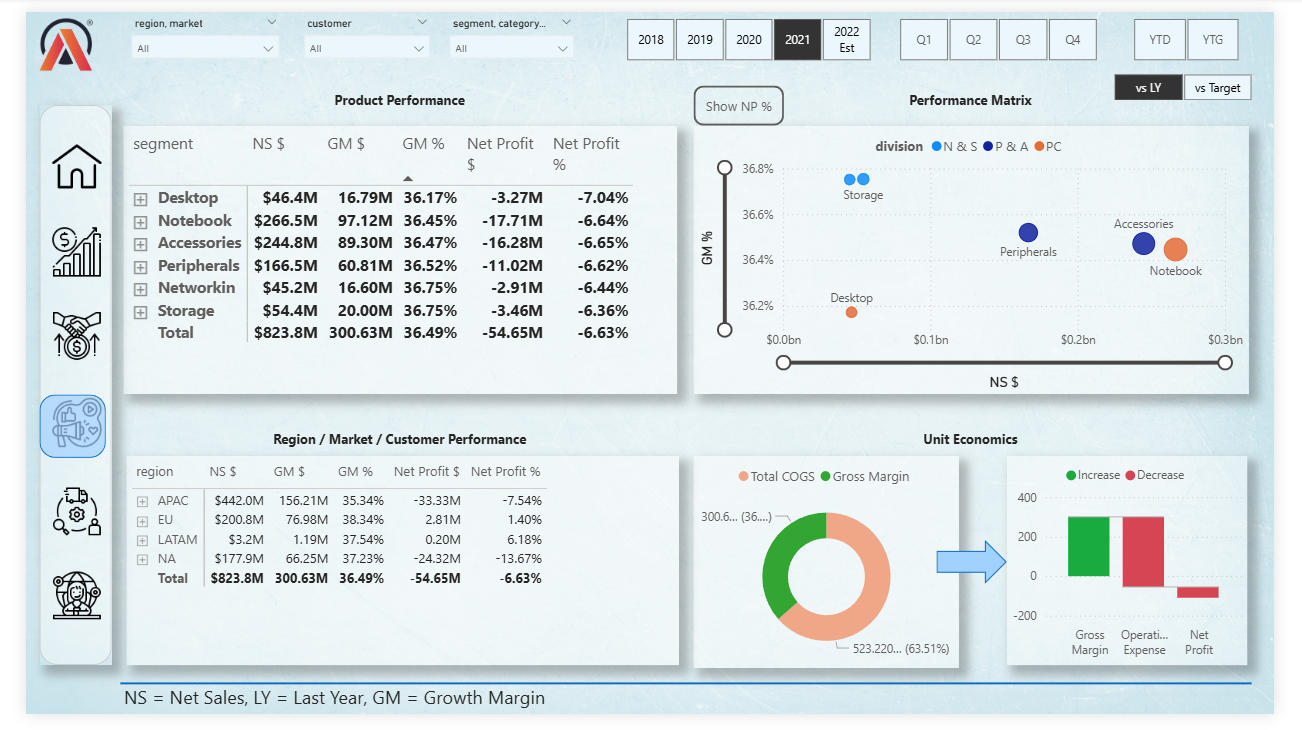 region, market
customer
segment, category...
All
All
All
2018
2019
2020
2021
2022
Est
Q1
Q2
Q3
Q4
YTD
YTG
vs LY
vs Target
Product Performance
segment NS $ GM $ GM % Net Profit $ Net Profit %
Desktop $46.4M 16.79M 36.17% -3.27M -7.04%
Notebook $266.5M 97.12M 36.45% -17.71M -6.64%
Accessories $244.8M 89.30M 36.47% -16.28M -6.65%
Peripherals $166.5M 60.81M 36.52% -11.02M -6.62%
Networkin $45.2M 16.60M 36.75% -2.91M -6.44%
Storage $54.4M 20.00M 36.75% -3.46M -6.36%
Total $823.8M 300.63M 36.49% -54.65M -6.63%
Show NP %
Performance Matrix
division N & S P & A PC
GM %
36.8%
36.6%
36.4%
36.2%
Storage
Peripherals
Accessories
Notebook
Desktop
$0.0bn $0.1bn $0.2bn $0.3bn
NS $
Region / Market / Customer Performance
region NS $ GM $ GM % Net Profit $ Net Profit %
APAC $442.0M 156.21M 35.34% -33.33M -7.54%
EU $200.8M 76.98M 38.34% 2.81M 1.40%
LATAM $3.2M 1.19M 37.54% 0.20M 6.18%
NA $177.9M 66.25M 37.23% -24.32M -13.67%
Total $823.8M 300.63M 36.49% -54.65M -6.63%
Unit Economics
Total COGS Gross Margin
300.6... (36....)
523.220... (63.51%)
Increase Decrease
400
200
0
-200
Gross
Margin
Operati...
Expense
Net
Profit
NS = Net Sales, LY = Last Year, GM = Growth Margin